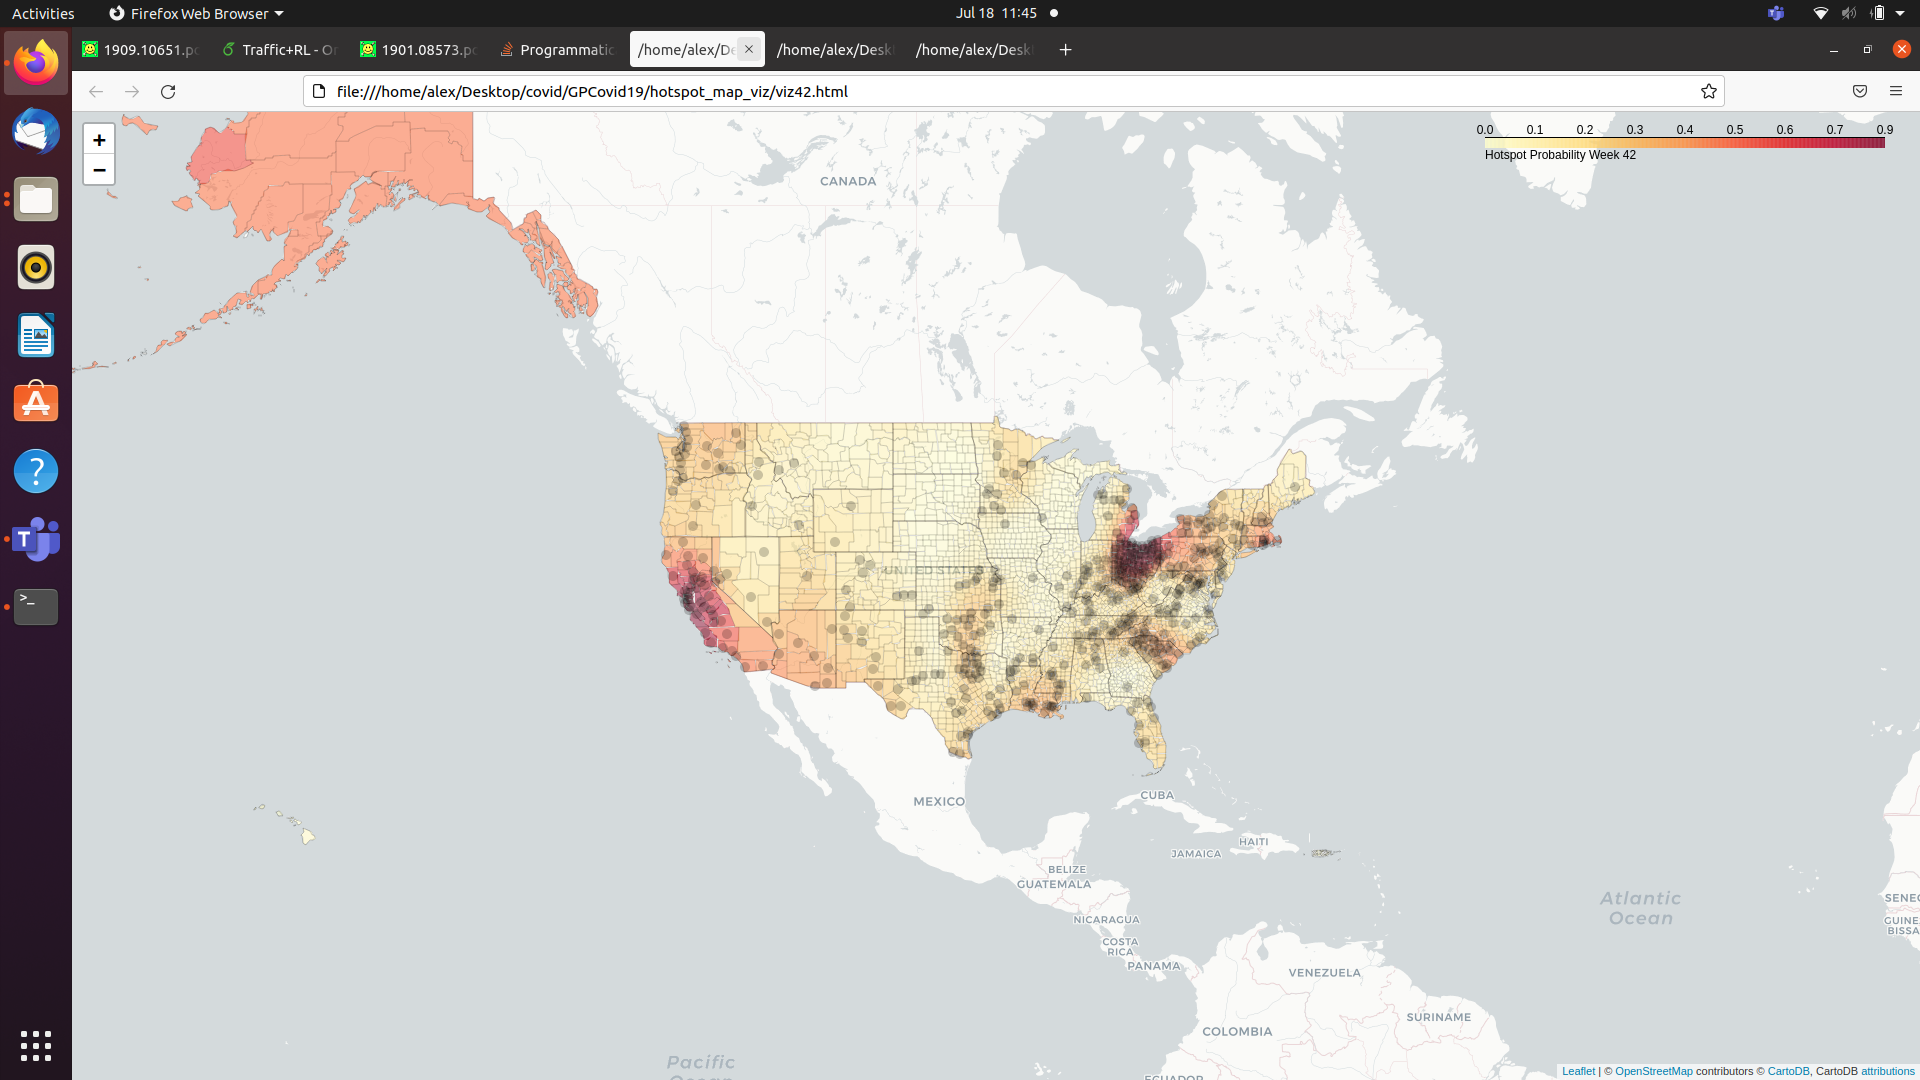 Activities
Firefox Web Browser
Jul 18 11:45
1909.10651.p
Traffic+RL - O
1901.08573.p
Programmatic
/home/alex/De
/home/alex/Desk
/home/alex/Desk
file:///home/alex/Desktop/covid/GPCovid19/hotspot_map_viz/viz42.html
+
−
0.0 0.1 0.2 0.3 0.4 0.5 0.6 0.7 0.9
Hotspot Probability Week 42
CANADA
UNITED STATES
MEXICO
CUBA
HAITI
JAMAICA
BELIZE
GUATEMALA
NICARAGUA
COSTA
RICA
PANAMA
VENEZUELA
COLOMBIA
SURINAME
ECUADOR
Atlantic
Ocean
SENEG
GUINE
BISSA
Pacific
Ocean
Leaflet | © OpenStreetMap contributors © CartoDB, CartoDB attributions